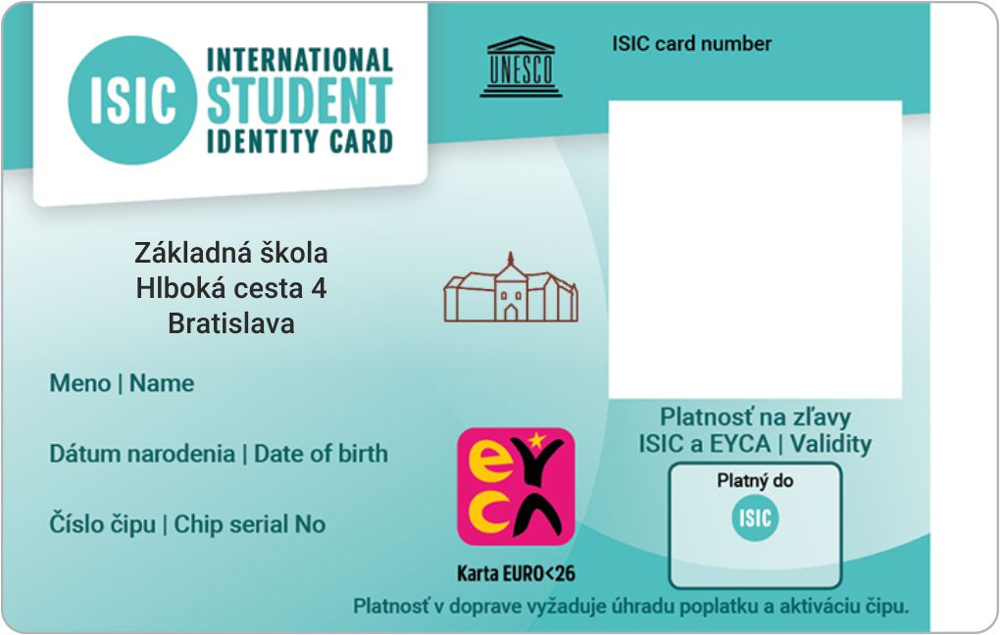 ISIC
INTERNATIONAL
STUDENT
IDENTITY CARD
UNESCO
ISIC card number
Základná škola
Hlboká cesta 4
Bratislava
Meno | Name
Dátum narodenia | Date of birth
Číslo čipu | Chip serial No
eyca
Karta EURO<26
Platnosť na zľavy
ISIC a EYCA | Validity
Platný do
ISIC
Platnosť v doprave vyžaduje úhradu poplatku a aktiváciu čipu.